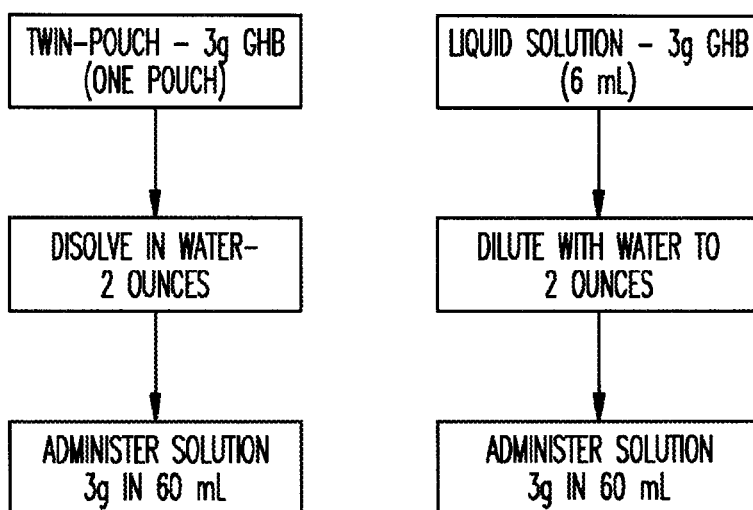 TWIN-POUCH - 3g GHB
(ONE POUCH)
DISOLVE IN WATER-
2 OUNCES
ADMINISTER SOLUTION
3g IN 60 mL
LIQUID SOLUTION - 3g GHB
(6 mL)
DILUTE WITH WATER TO
2 OUNCES
ADMINISTER SOLUTION
3g IN 60 mL